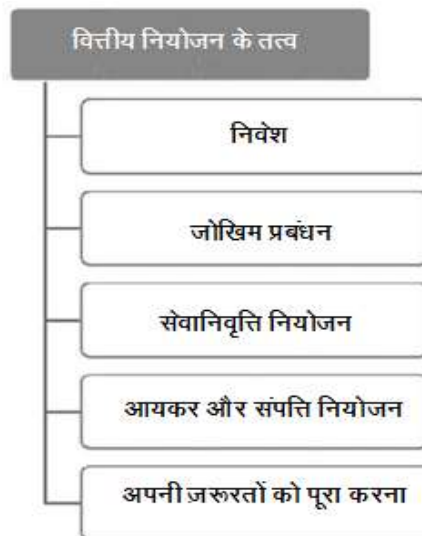 वित्तीय नियोजन के तत्व
निवेश
जोखिम प्रबंधन
सेवानिवृत्ति नियोजन
आयकर और संपत्ति नियोजन
अपनी ज़रूरतों को पूरा करना